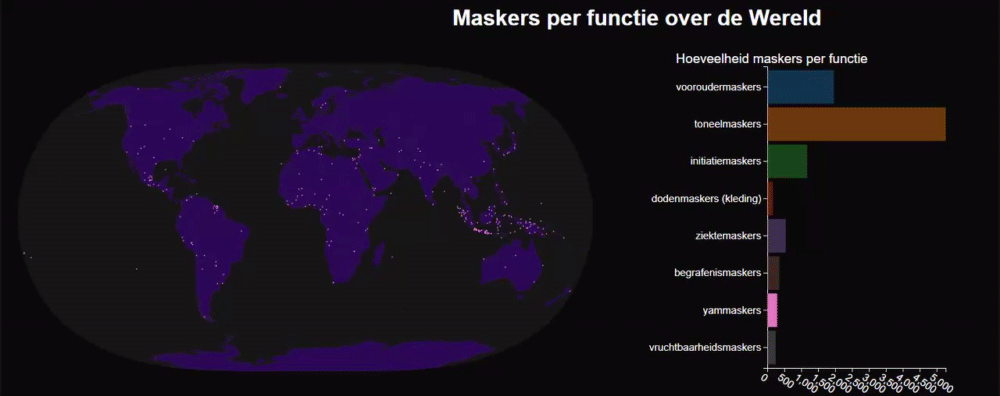 Maskers per functie over de Wereld
Hoeveelheid maskers per functie
vooroudermaskers
toneelmaskers
initiatiemaskers
dodenmaskers (kleding)
ziektemaskers
begrafenismaskers
yammaskers
vruchtbaarheidsmaskers
0
500
1,000
1,500
2,000
2,500
3,000
3,500
4,000
4,500
5,000